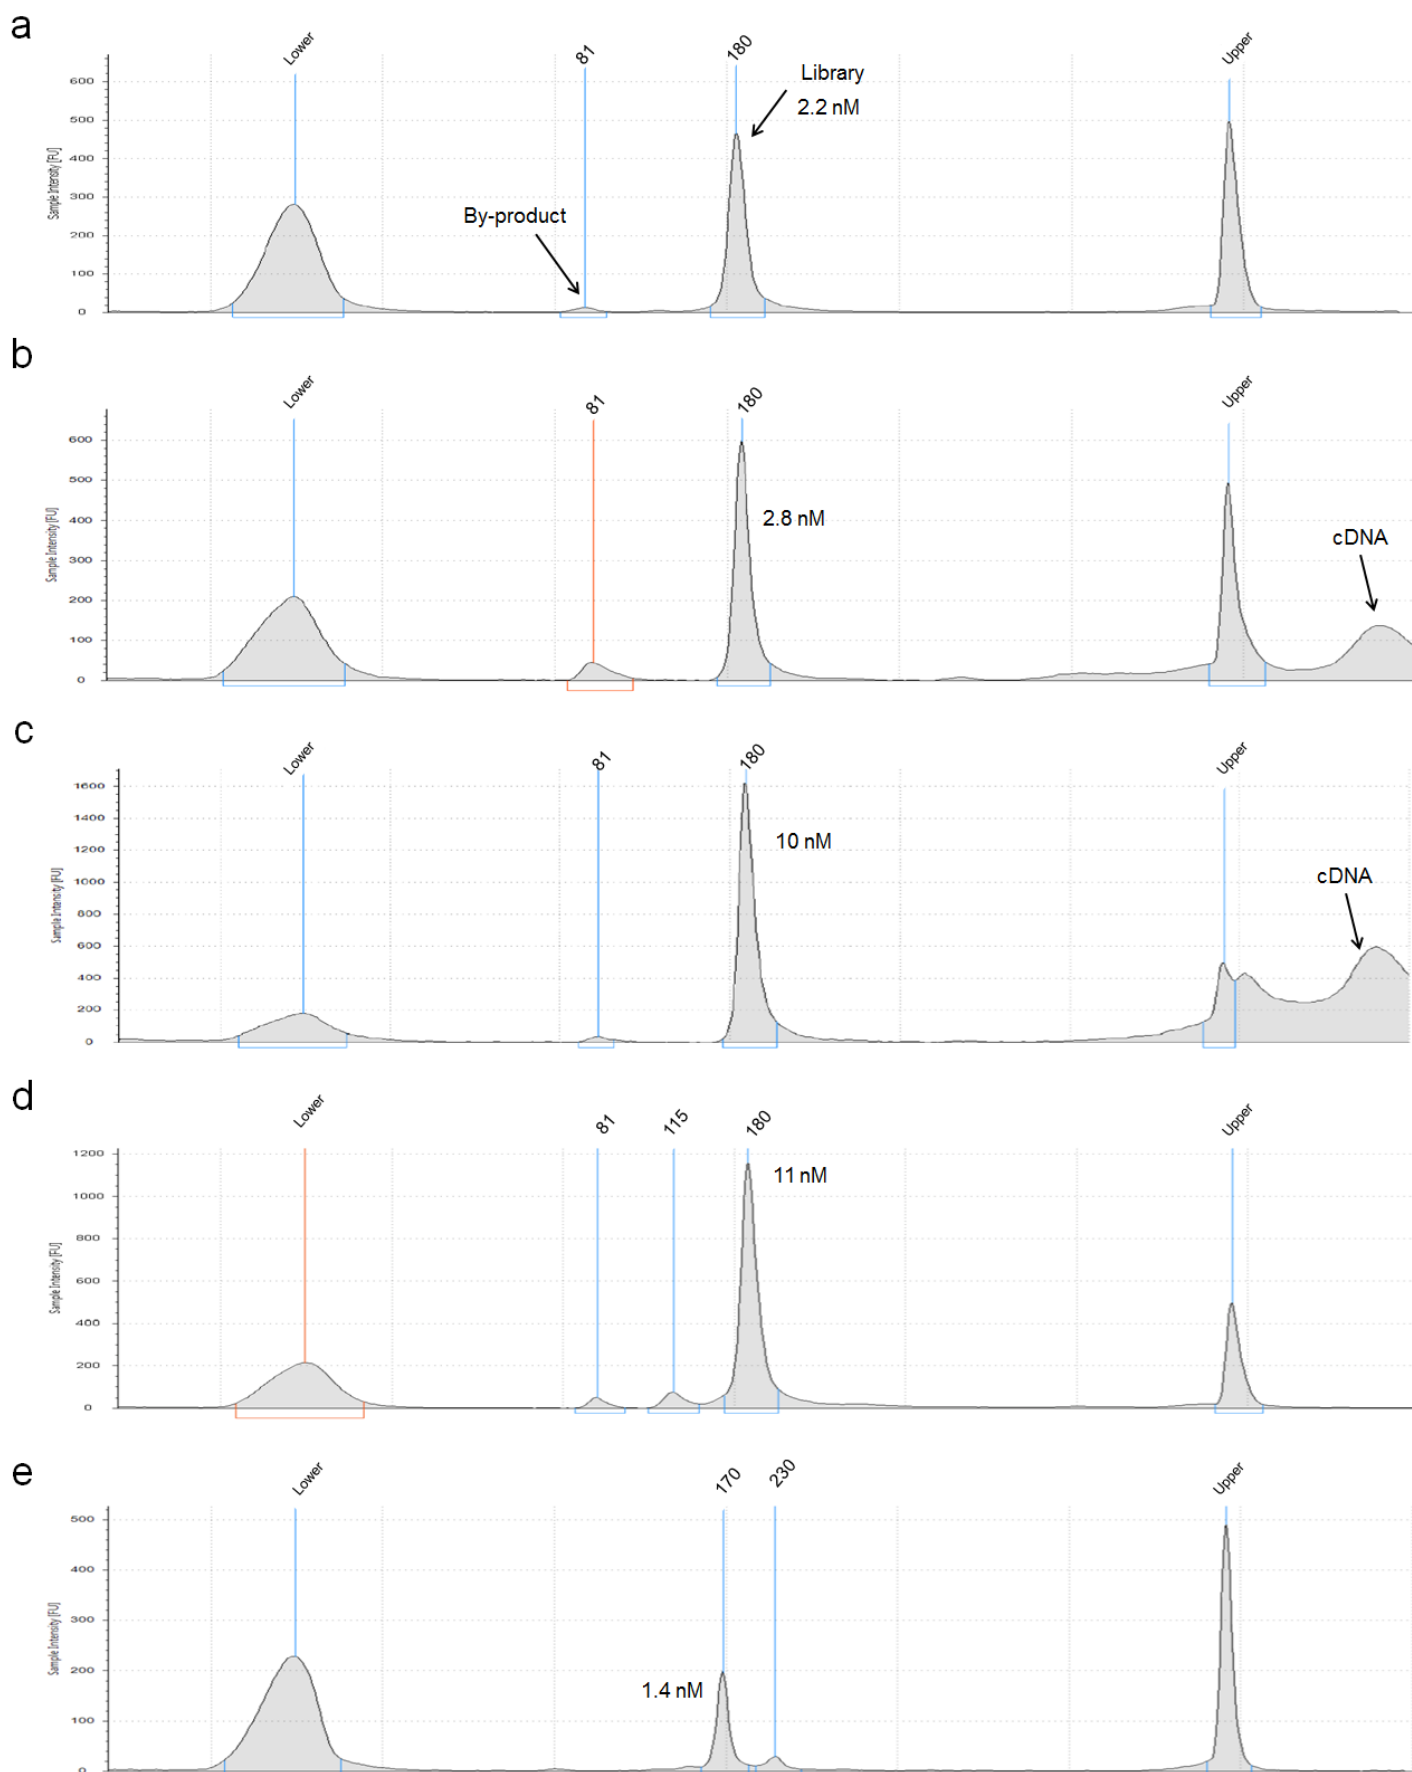 a
Lower
81
180
Upper
Library
2.2 nM
By-product
Sample Intensity [FU]
600
500
400
300
200
100
0
b
Lower
81
180
Upper
2.8 nM
cDNA
Sample Intensity [FU]
600
500
400
300
200
100
0
c
Lower
81
180
Upper
10 nM
cDNA
Sample Intensity [FU]
1600
1400
1200
1000
800
600
400
200
0
d
Lower
81
115
180
Upper
11 nM
Sample Intensity [FU]
1200
1000
800
600
400
200
0
e
Lower
170
230
Upper
1.4 nM
Sample Intensity [FU]
500
400
300
200
100
0